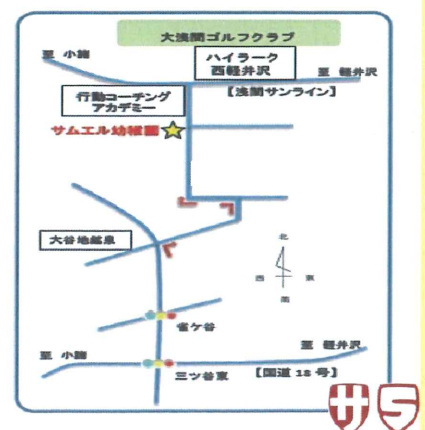 大浅間ゴルフクラブ
至 小諸
ハイラーク
西軽井沢
至 軽井沢
【浅間サンライン】
行動コーチング
アカデミー
サムエル幼稚園
大谷地鉱泉
北
西 東
南
雀ケ谷
至 小諸
至 軽井沢
三ツ谷東
【国道 18 号】
サ S